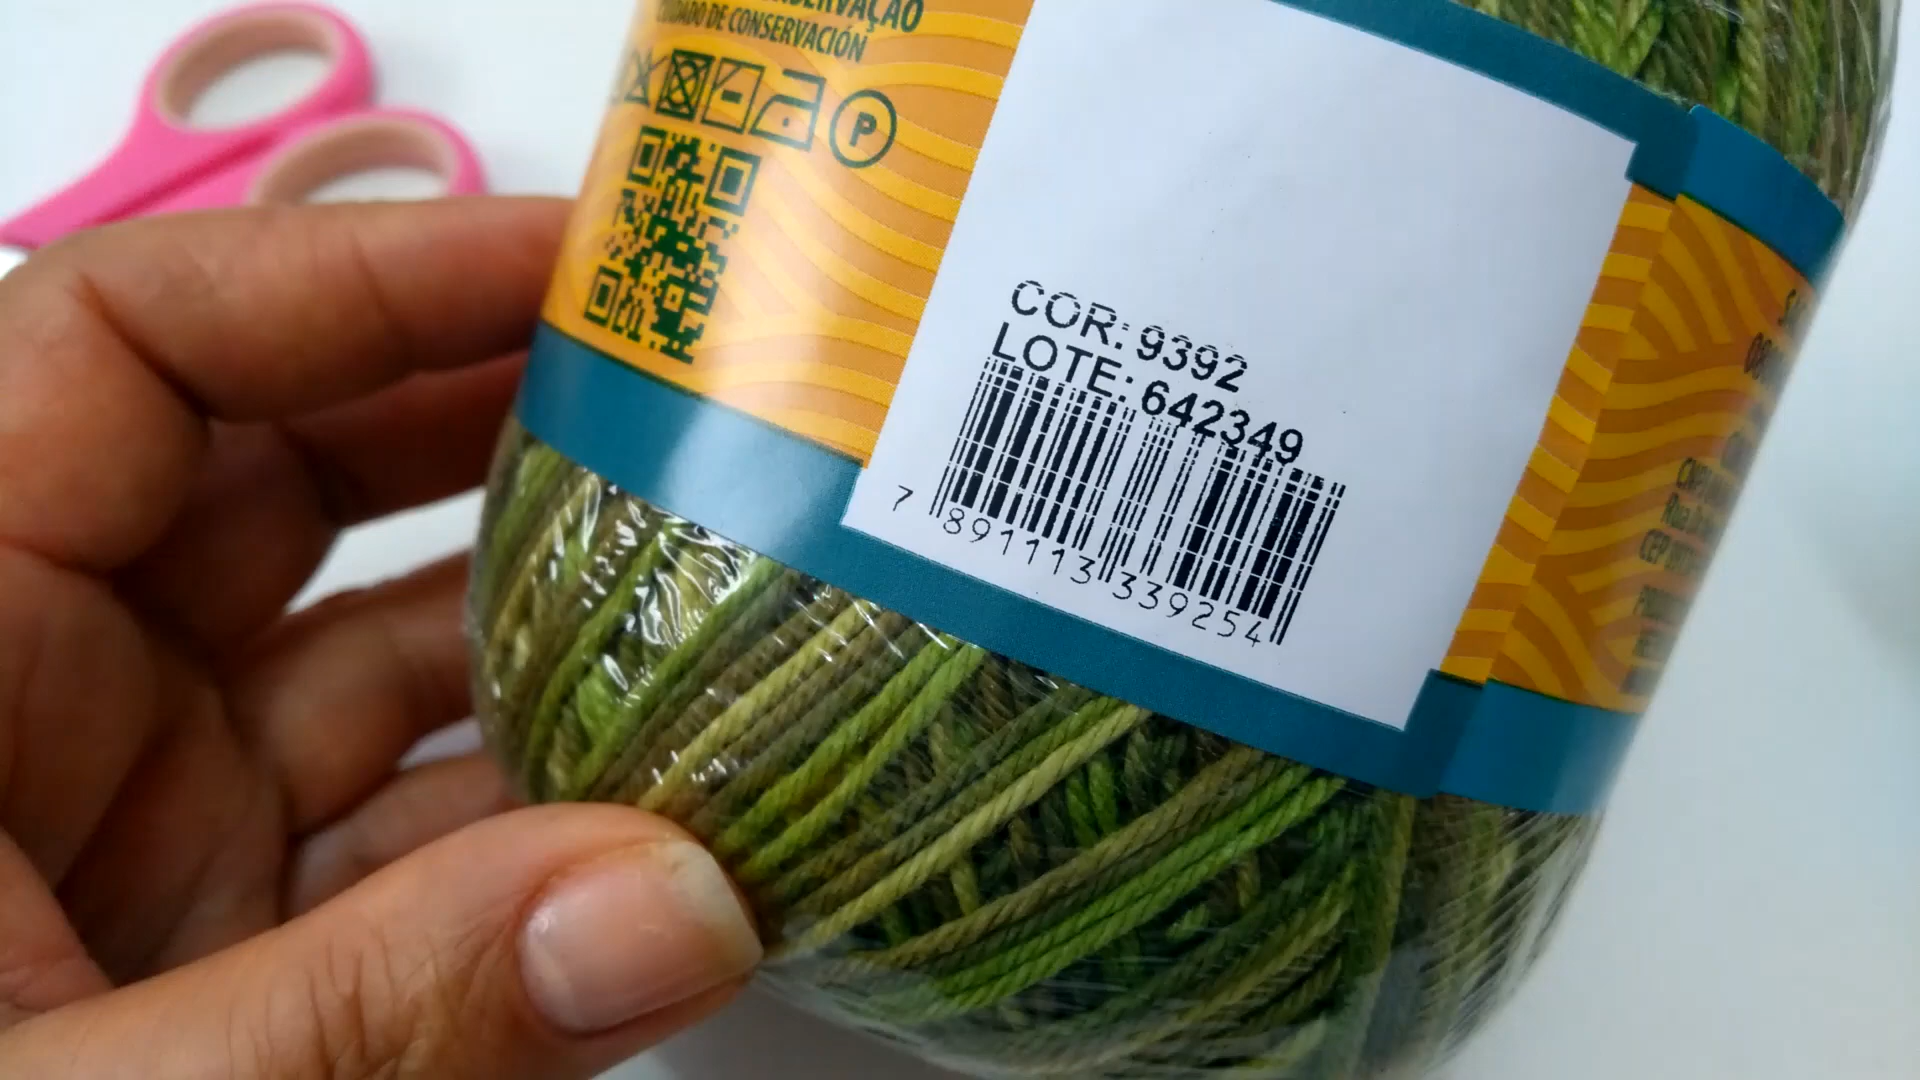 CUIDADO DE CONSERVACIÓN
P
COR: 9392
LOTE: 642349
7 891113 339254